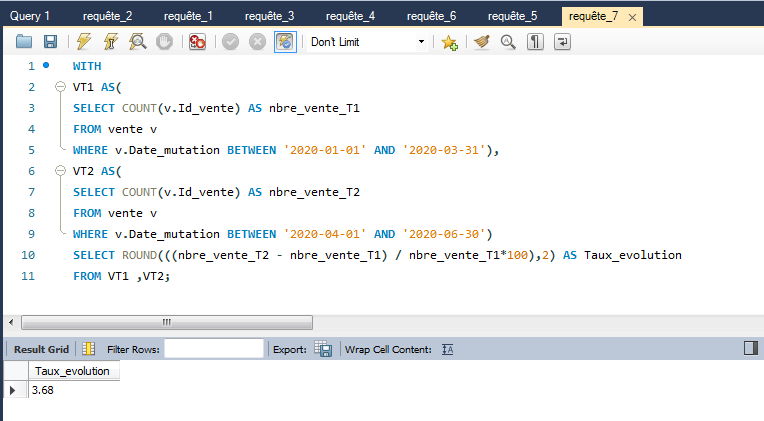 Query 1 requête_2 requête_1 requête_3 requête_4 requête_6 requête_5 requête_7
Don't Limit
1 WITH
2 VT1 AS(
3 SELECT COUNT(v.Id_vente) AS nbre_vente_T1
4 FROM vente v
5 WHERE v.Date_mutation BETWEEN '2020-01-01' AND '2020-03-31'),
6 VT2 AS(
7 SELECT COUNT(v.Id_vente) AS nbre_vente_T2
8 FROM vente v
9 WHERE v.Date_mutation BETWEEN '2020-04-01' AND '2020-06-30')
10 SELECT ROUND(((nbre_vente_T2 - nbre_vente_T1) / nbre_vente_T1*100),2) AS Taux_evolution
11 FROM VT1 ,VT2;
Result Grid Filter Rows: Export: Wrap Cell Content:
Taux_evolution
3.68